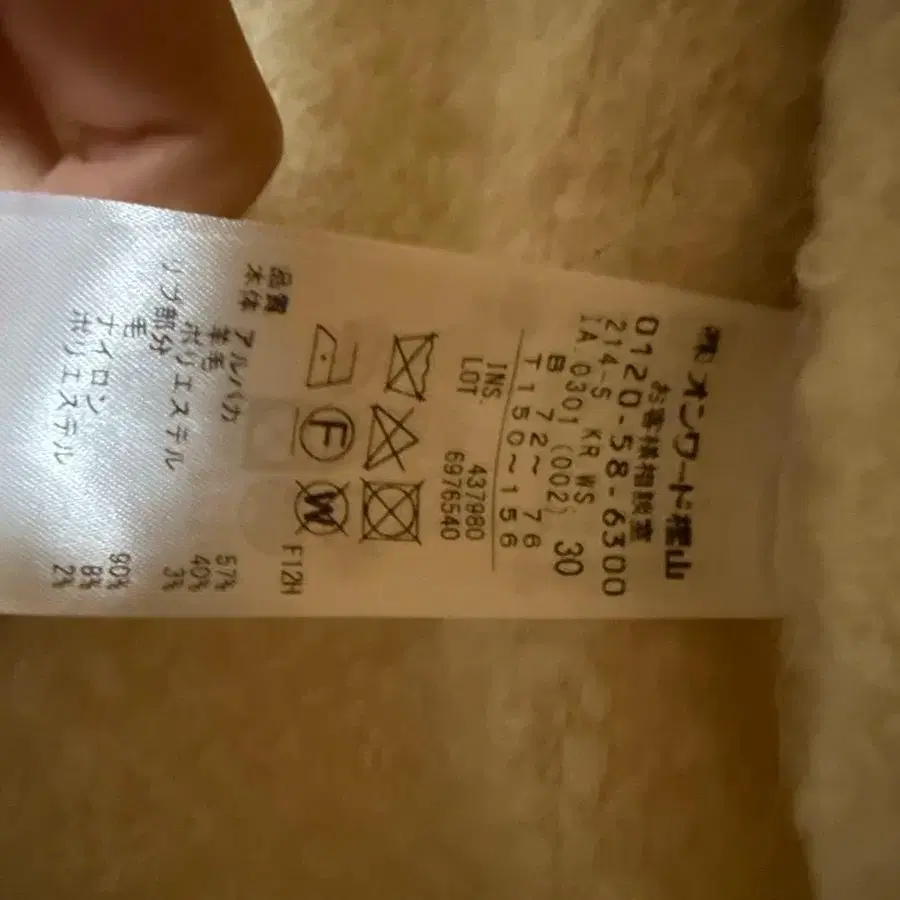 ㈱オンワード樫山
お客様相談室
0120-58-6300
214-S KR WS
IA 0301 (002) 30
B 72~76
T 150~156
INS. 437980
LOT 6976540
F
W
F12H
品質
本体 アルパカ 57%
羊毛 40%
ポリエステル 3%
リブ部分
毛 90%
ナイロン 8%
ポリエステル 2%